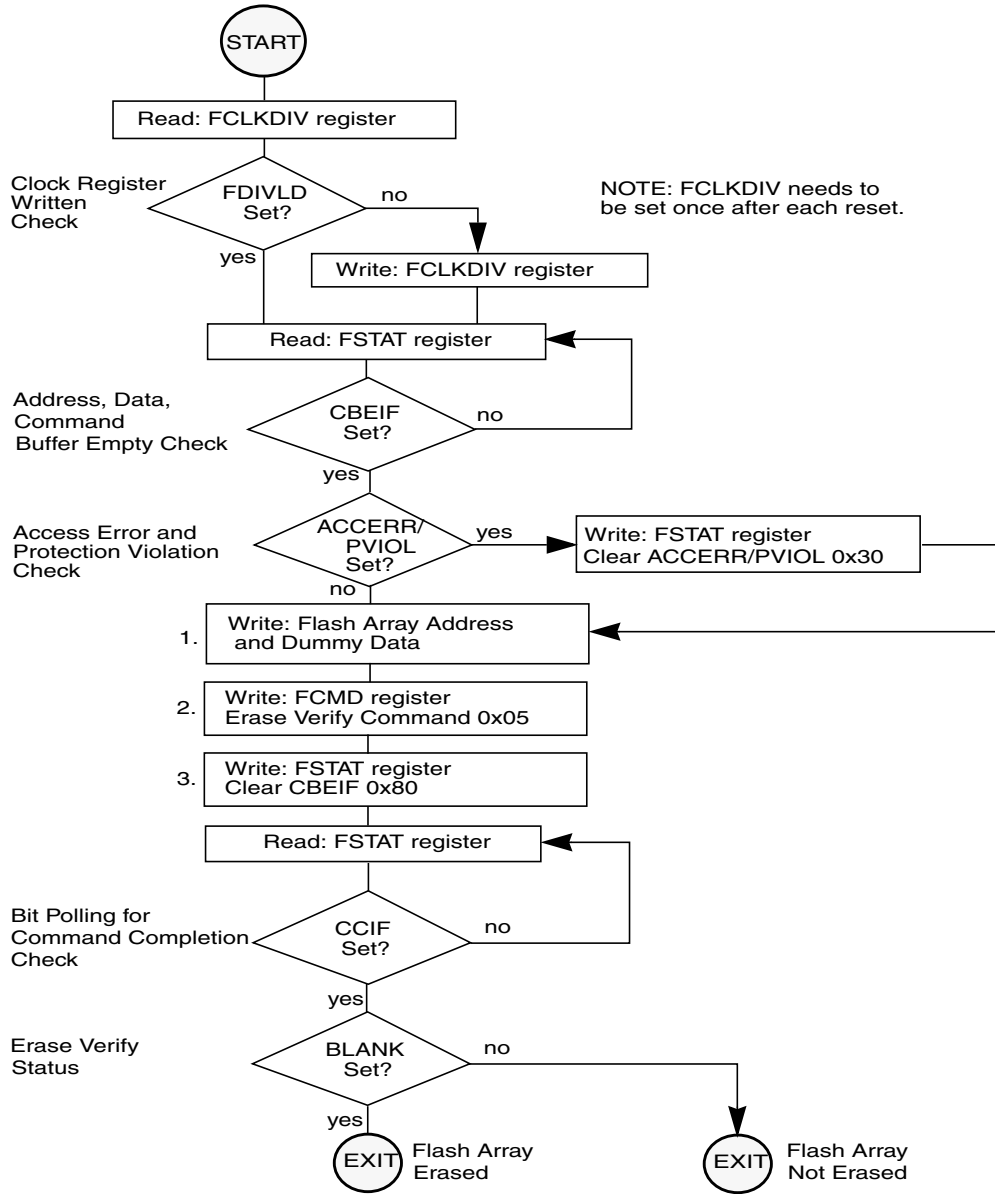 START
Read: FCLKDIV register
Clock Register
Written
Check
FDIVLD
Set?
no
yes
NOTE: FCLKDIV needs to
be set once after each reset.
Write: FCLKDIV register
Read: FSTAT register
Address, Data,
Command
Buffer Empty Check
CBEIF
Set?
no
yes
Access Error and
Protection Violation
Check
ACCERR/
PVIOL
Set?
yes
no
Write: FSTAT register
Clear ACCERR/PVIOL 0x30
1.
Write: Flash Array Address
and Dummy Data
2.
Write: FCMD register
Erase Verify Command 0x05
3.
Write: FSTAT register
Clear CBEIF 0x80
Read: FSTAT register
Bit Polling for
Command Completion
Check
CCIF
Set?
no
yes
Erase Verify
Status
BLANK
Set?
no
yes
EXIT
Flash Array
Erased
EXIT
Flash Array
Not Erased